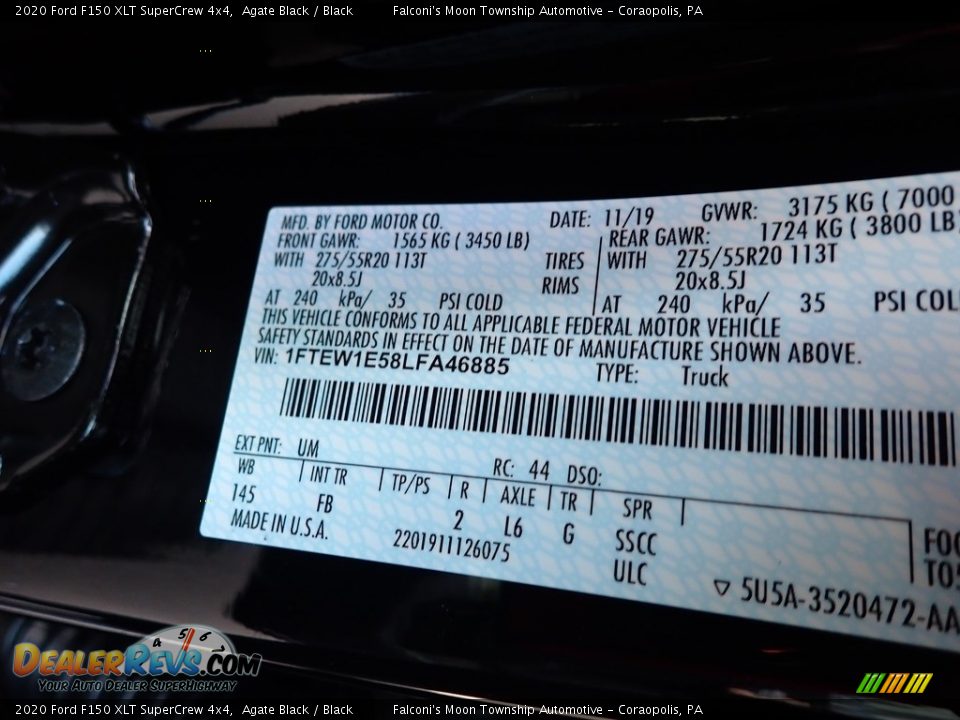 2020 Ford F150 XLT SuperCrew 4x4, Agate Black / Black Falconi's Moon Township Automotive - Coraopolis, PA
MFD. BY FORD MOTOR CO. DATE: 11/19 GVWR: 3175 KG ( 7000
FRONT GAWR: 1565 KG ( 3450 LB) REAR GAWR: 1724 KG ( 3800 LB)
WITH 275/55R20 113T TIRES WITH 275/55R20 113T
20x8.5J RIMS 20x8.5J
AT 240 kPa/ 35 PSI COLD AT 240 kPa/ 35 PSI COL
THIS VEHICLE CONFORMS TO ALL APPLICABLE FEDERAL MOTOR VEHICLE
SAFETY STANDARDS IN EFFECT ON THE DATE OF MANUFACTURE SHOWN ABOVE.
VIN: 1FTEW1E58LFA46885 TYPE: Truck
EXT PNT: UM RC: 44 DSO:
WB INT TR TP/PS R AXLE TR SPR
145 FB 2 L6 G SSCC
MADE IN U.S.A. 2201911126075 ULC
▽ 5U5A-3520472-AA
DEALERREVS.COM
YOUR AUTO DEALER SUPERHIGHWAY
4 5 6
2020 Ford F150 XLT SuperCrew 4x4, Agate Black / Black Falconi's Moon Township Automotive - Coraopolis, PA